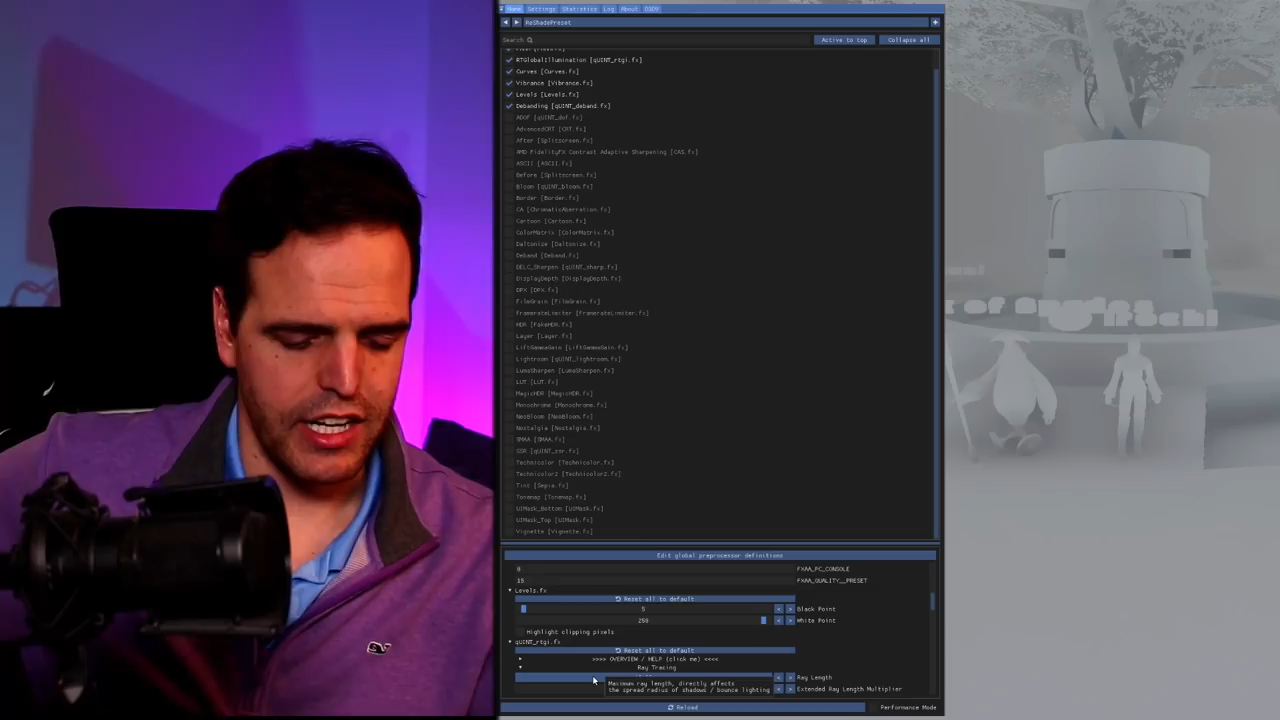 Home Settings Statistics Log About D3D9
ReShadePreset
Search
Active to top
Collapse all
RTGlobalIllumination [qUINT_rtgi.fx]
Curves [Curves.fx]
Vibrance [Vibrance.fx]
Levels [Levels.fx]
Debanding [qUINT_deband.fx]
ADOF [qUINT_dof.fx]
AdvancedCRT [CRT.fx]
After [Splitscreen.fx]
AMD FidelityFX Contrast Adaptive Sharpening [CAS.fx]
ASCII [ASCII.fx]
Before [Splitscreen.fx]
Bloom [qUINT_bloom.fx]
Border [Border.fx]
CA [ChromaticAberration.fx]
Cartoon [Cartoon.fx]
ColorMatrix [ColorMatrix.fx]
Daltonize [Daltonize.fx]
Deband [Deband.fx]
DELC_Sharpen [qUINT_sharp.fx]
DisplayDepth [DisplayDepth.fx]
DPX [DPX.fx]
FilmGrain [FilmGrain.fx]
FramerateLimiter [FramerateLimiter.fx]
HDR [FakeHDR.fx]
Layer [Layer.fx]
LiftGammaGain [LiftGammaGain.fx]
Lightroom [qUINT_lightroom.fx]
LumaSharpen [LumaSharpen.fx]
LUT [LUT.fx]
MagicHDR [MagicHDR.fx]
Monochrome [Monochrome.fx]
NeoBloom [NeoBloom.fx]
Nostalgia [Nostalgia.fx]
SMAA [SMAA.fx]
SSR [qUINT_ssr.fx]
Technicolor [Technicolor.fx]
Technicolor2 [Technicolor2.fx]
Tint [Sepia.fx]
Tonemap [Tonemap.fx]
UIMask_Bottom [UIMask.fx]
UIMask_Top [UIMask.fx]
Vignette [Vignette.fx]
Edit global preprocessor definitions
0 FXAA_PC_CONSOLE
15 FXAA_QUALITY__PRESET
Levels.fx
Reset all to default
5 < > Black Point
250 < > White Point
Highlight clipping pixels
qUINT_rtgi.fx
Reset all to default
>>>> OVERVIEW / HELP (click me) <<<<
Ray Tracing
< > Ray Length
Maximum ray length, directly affects
the spread radius of shadows / bounce lighting
< > Extended Ray Length Multiplier
Reload
Performance Mode